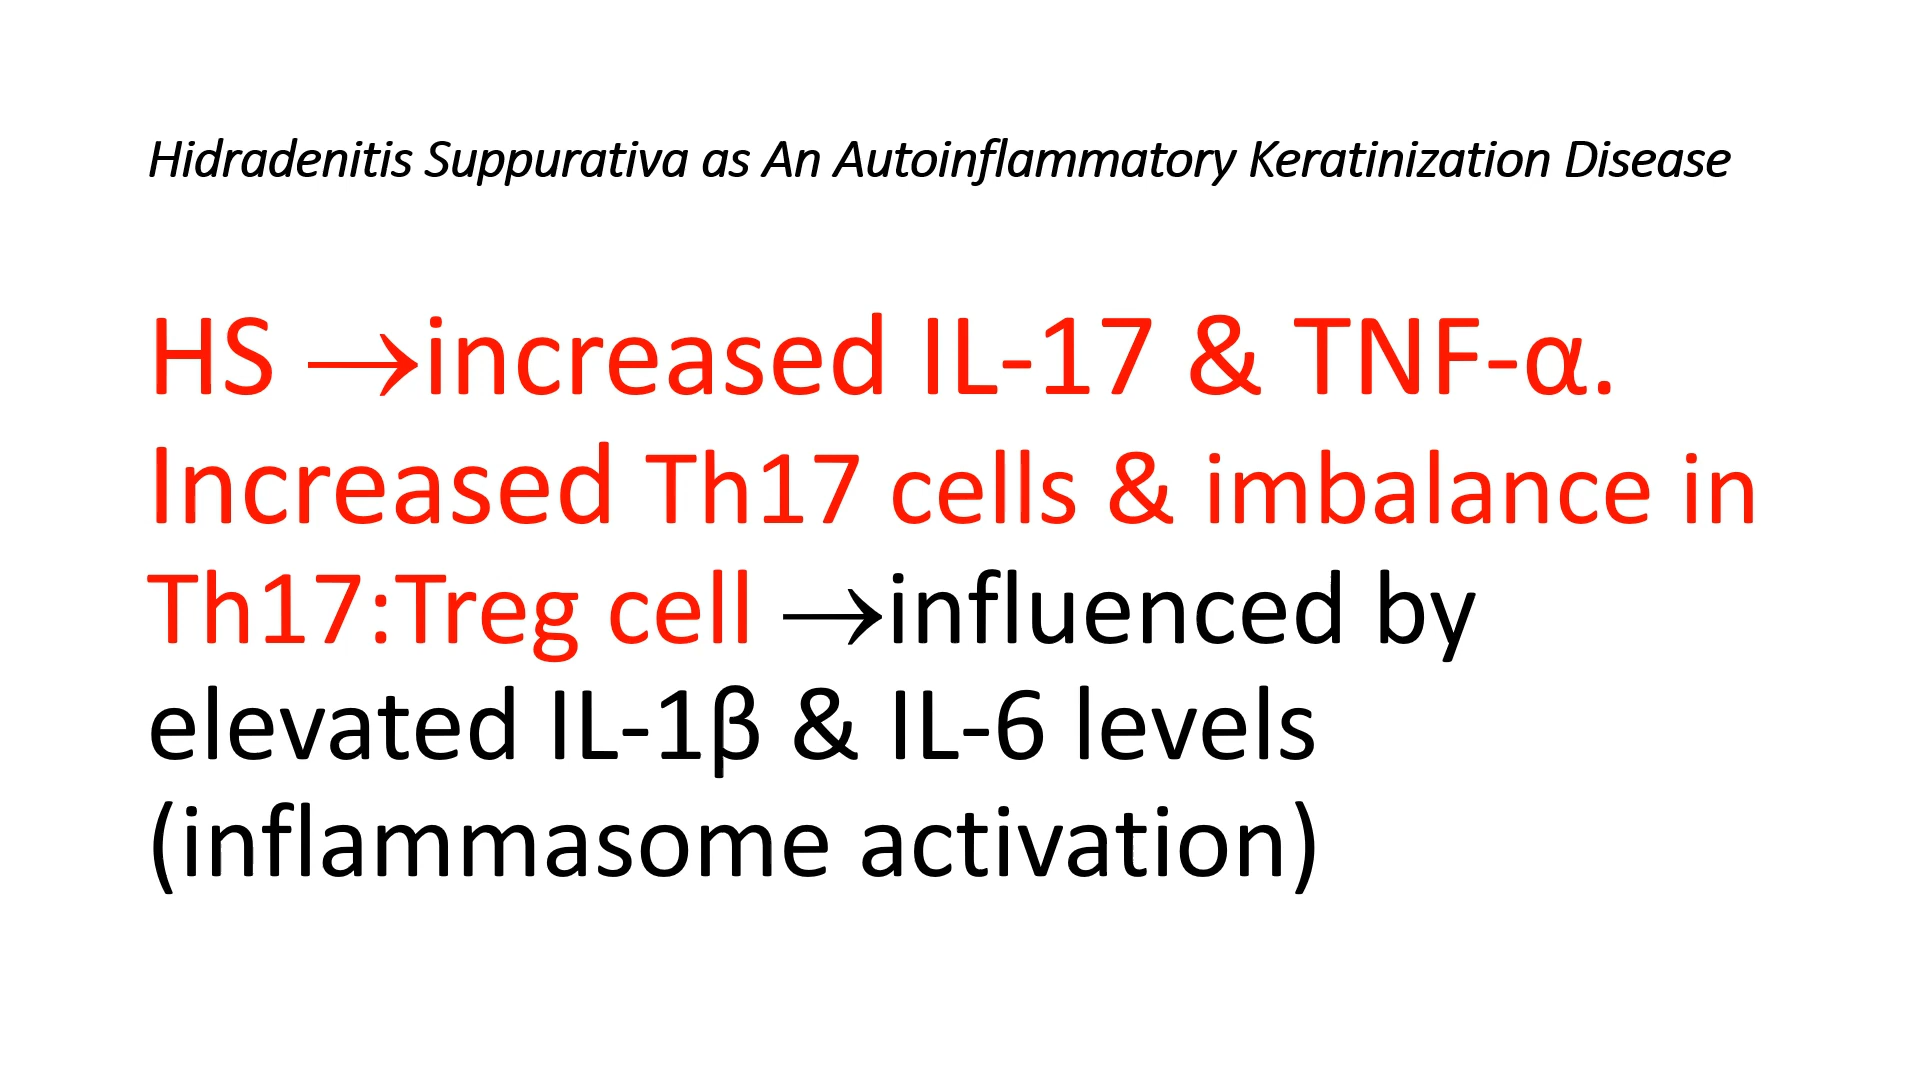 Hidradenitis Suppurativa as An Autoinflammatory Keratinization Disease
HS →increased IL-17 & TNF-α.
Increased Th17 cells & imbalance in
Th17:Treg cell →influenced by
elevated IL-1β & IL-6 levels
(inflammasome activation)